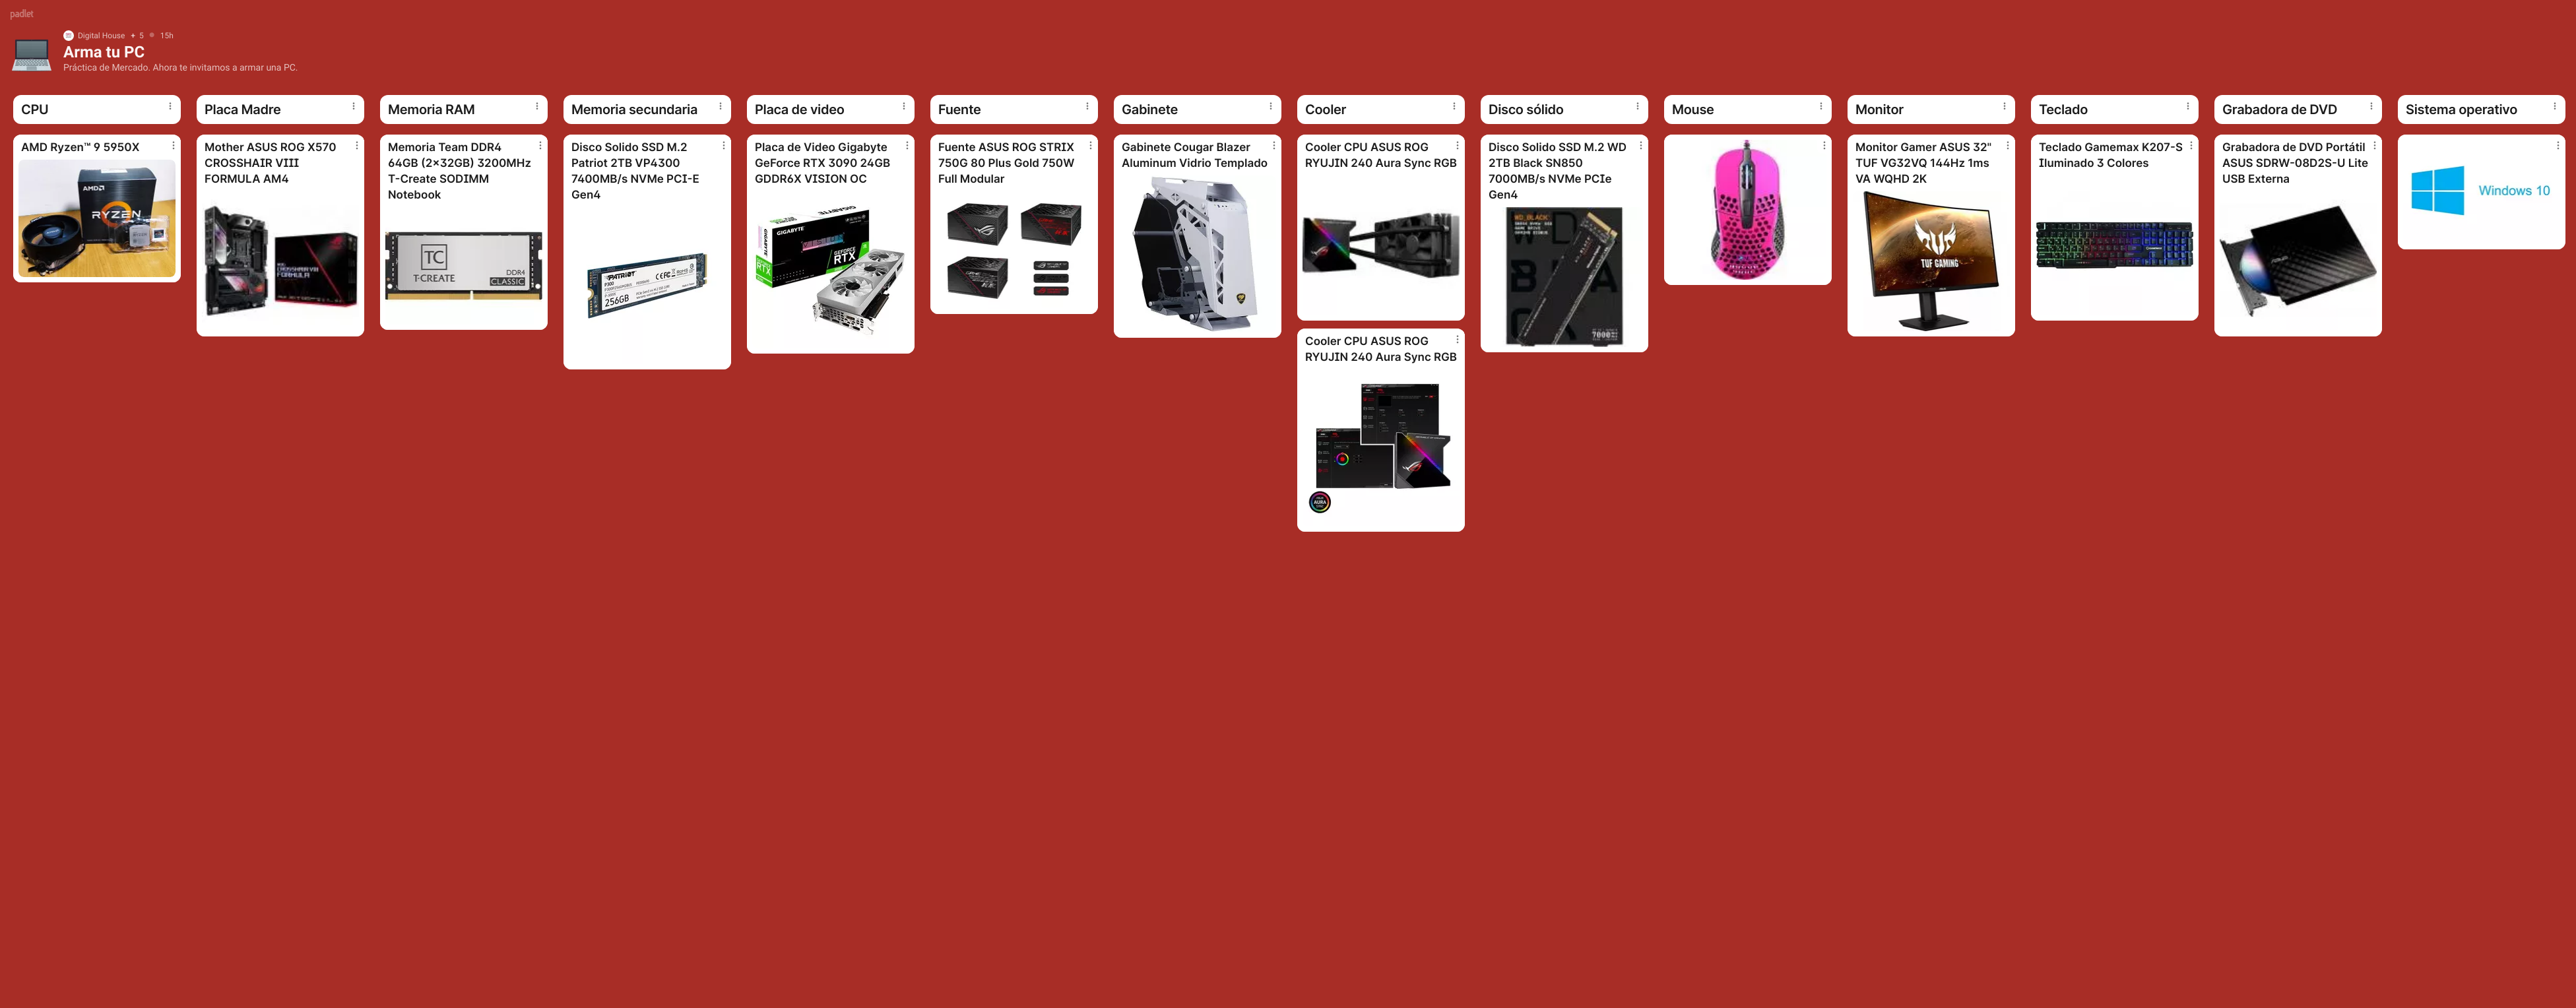 padlet
Digital House + 5 • 15h
Arma tu PC
Práctica de Mercado. Ahora te invitamos a armar una PC.
CPU
AMD Ryzen™ 9 5950X
AMD
RYZEN
Placa Madre
Mother ASUS ROG X570
CROSSHAIR VIII
FORMULA AM4
CROSSHAIR VIII
FORMULA
Memoria RAM
Memoria Team DDR4
64GB (2x32GB) 3200MHz
T-Create SODIMM
Notebook
TC
T-CREATE
DDR4
CLASSIC
Memoria secundaria
Disco Solido SSD M.2
Patriot 2TB VP4300
7400MB/s NVMe PCI-E
Gen4
PATRIOT
P300
256GB
Placa de video
Placa de Video Gigabyte
GeForce RTX 3090 24GB
GDDR6X VISION OC
GIGABYTE
GEFORCE
RTX
RTX
Fuente
Fuente ASUS ROG STRIX
750G 80 Plus Gold 750W
Full Modular
Gabinete
Gabinete Cougar Blazer
Aluminum Vidrio Templado
Cooler
Cooler CPU ASUS ROG
RYUJIN 240 Aura Sync RGB
Cooler CPU ASUS ROG
RYUJIN 240 Aura Sync RGB
AURA
Disco sólido
Disco Solido SSD M.2 WD
2TB Black SN850
7000MB/s NVMe PCIe
Gen4
WD_BLACK
7000
Mouse
Monitor
Monitor Gamer ASUS 32"
TUF VG32VQ 144Hz 1ms
VA WQHD 2K
TUF GAMING
Teclado
Teclado Gamemax K207-S
Iluminado 3 Colores
Grabadora de DVD
Grabadora de DVD Portátil
ASUS SDRW-08D2S-U Lite
USB Externa
Sistema operativo
Windows 10